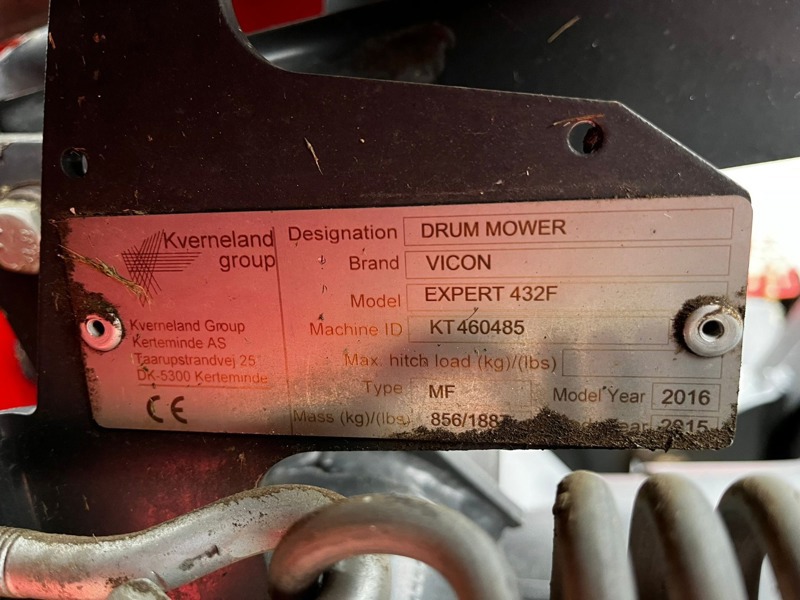 Kverneland
group
Kverneland Group
Kerteminde AS
Taarupstrandvej 25
DK-5300 Kerteminde
CE
Designation DRUM MOWER
Brand VICON
Model EXPERT 432F
Machine ID KT460485
Max. hitch load (kg)/(lbs)
Type MF Model Year 2016
Mass (kg)/(lbs) 856/1887 Year 2015